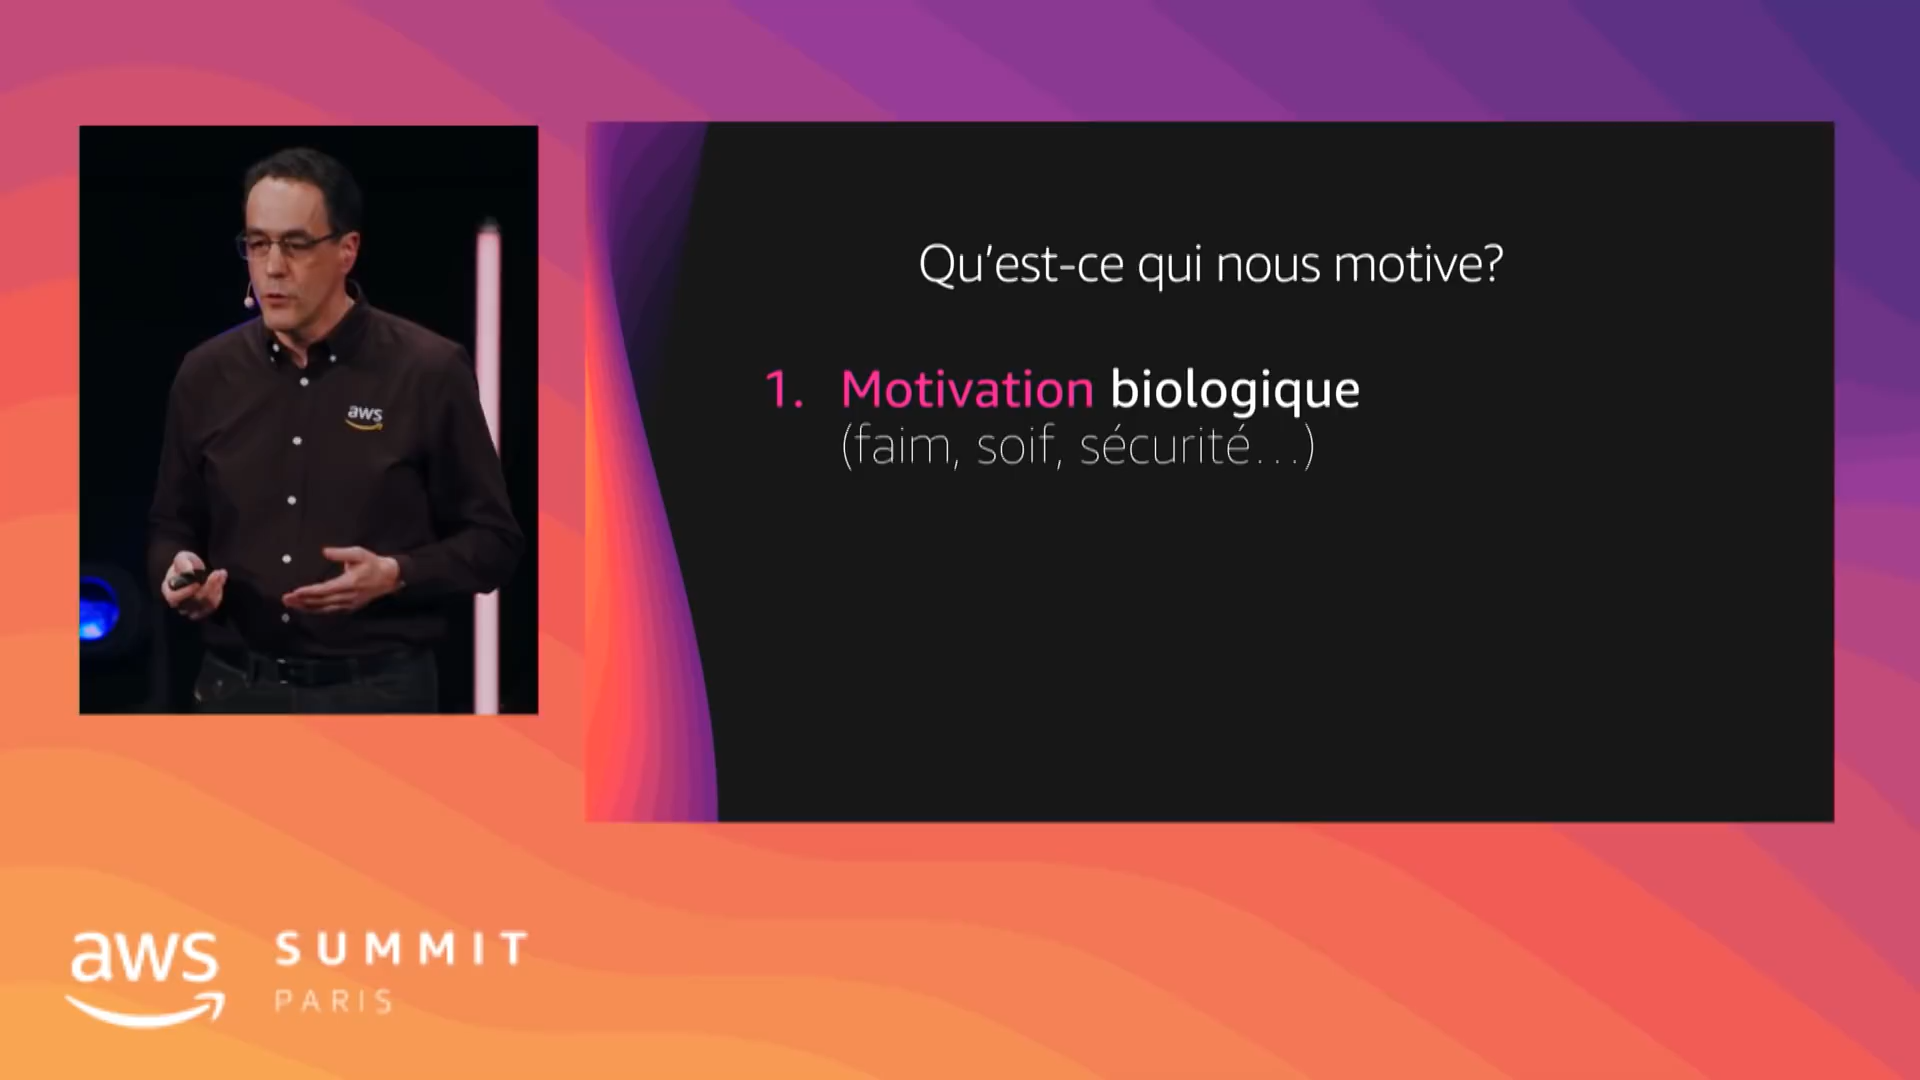 aws
Qu’est-ce qui nous motive?
1. Motivation biologique
(faim, soif, sécurité...)
aws SUMMIT
PARIS